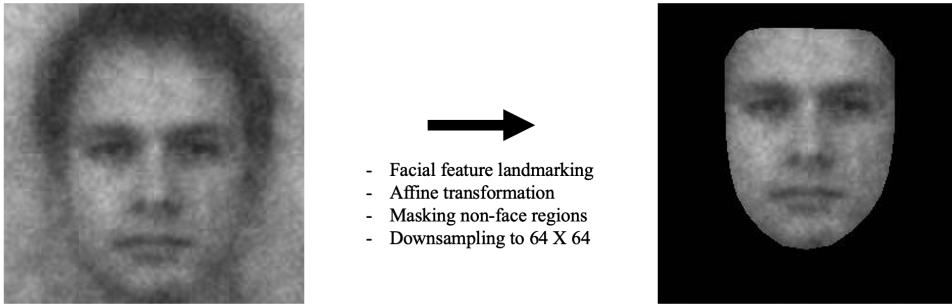 - Facial feature landmarking
- Affine transformation
- Masking non-face regions
- Downsampling to 64 X 64